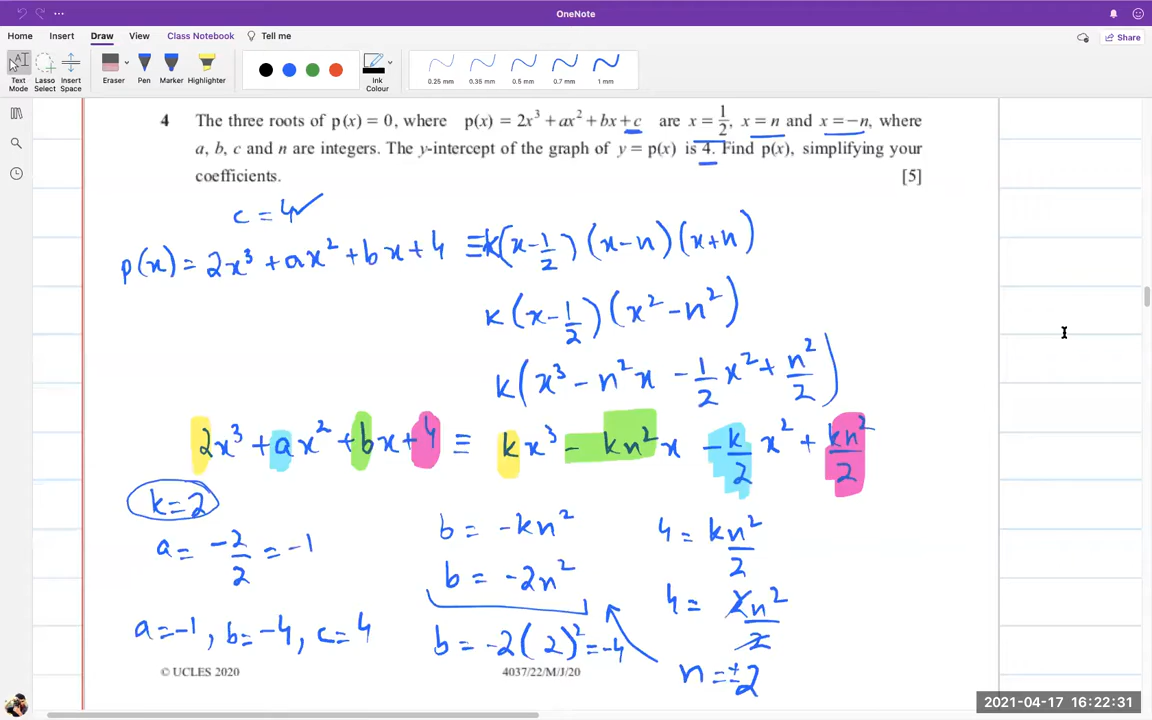 OneNote
Home Insert Draw View Class Notebook Tell me
Share
Text Mode Lasso Select Insert Space Eraser Pen Marker Highlighter Ink Colour 0.25 mm 0.35 mm 0.5 mm 0.7 mm 1 mm
4 The three roots of p(x) = 0, where p(x) = 2x³ + ax² + bx + c are x = 1/2, x = n and x = −n, where
a, b, c and n are integers. The y-intercept of the graph of y = p(x) is 4. Find p(x), simplifying your
coefficients. [5]
c = 4 ✓
p(x) = 2x³ + ax² + bx + 4 ≡ k(x − 1/2)(x − n)(x + n)
k(x − 1/2)(x² − n²)
k(x³ − n²x − 1/2 x² + n²/2)
2x³ + ax² + bx + 4 ≡ kx³ − kn²x − k/2 x² + kn²/2
k = 2
a = −2/2 = −1
a = −1, b = −4, c = 4
b = −kn²
b = −2n²
b = −2(2)² = −4
4 = kn²/2
4 = 2n²/2
n = ±2
© UCLES 2020 4037/22/M/J/20
2021-04-17 16:22:31